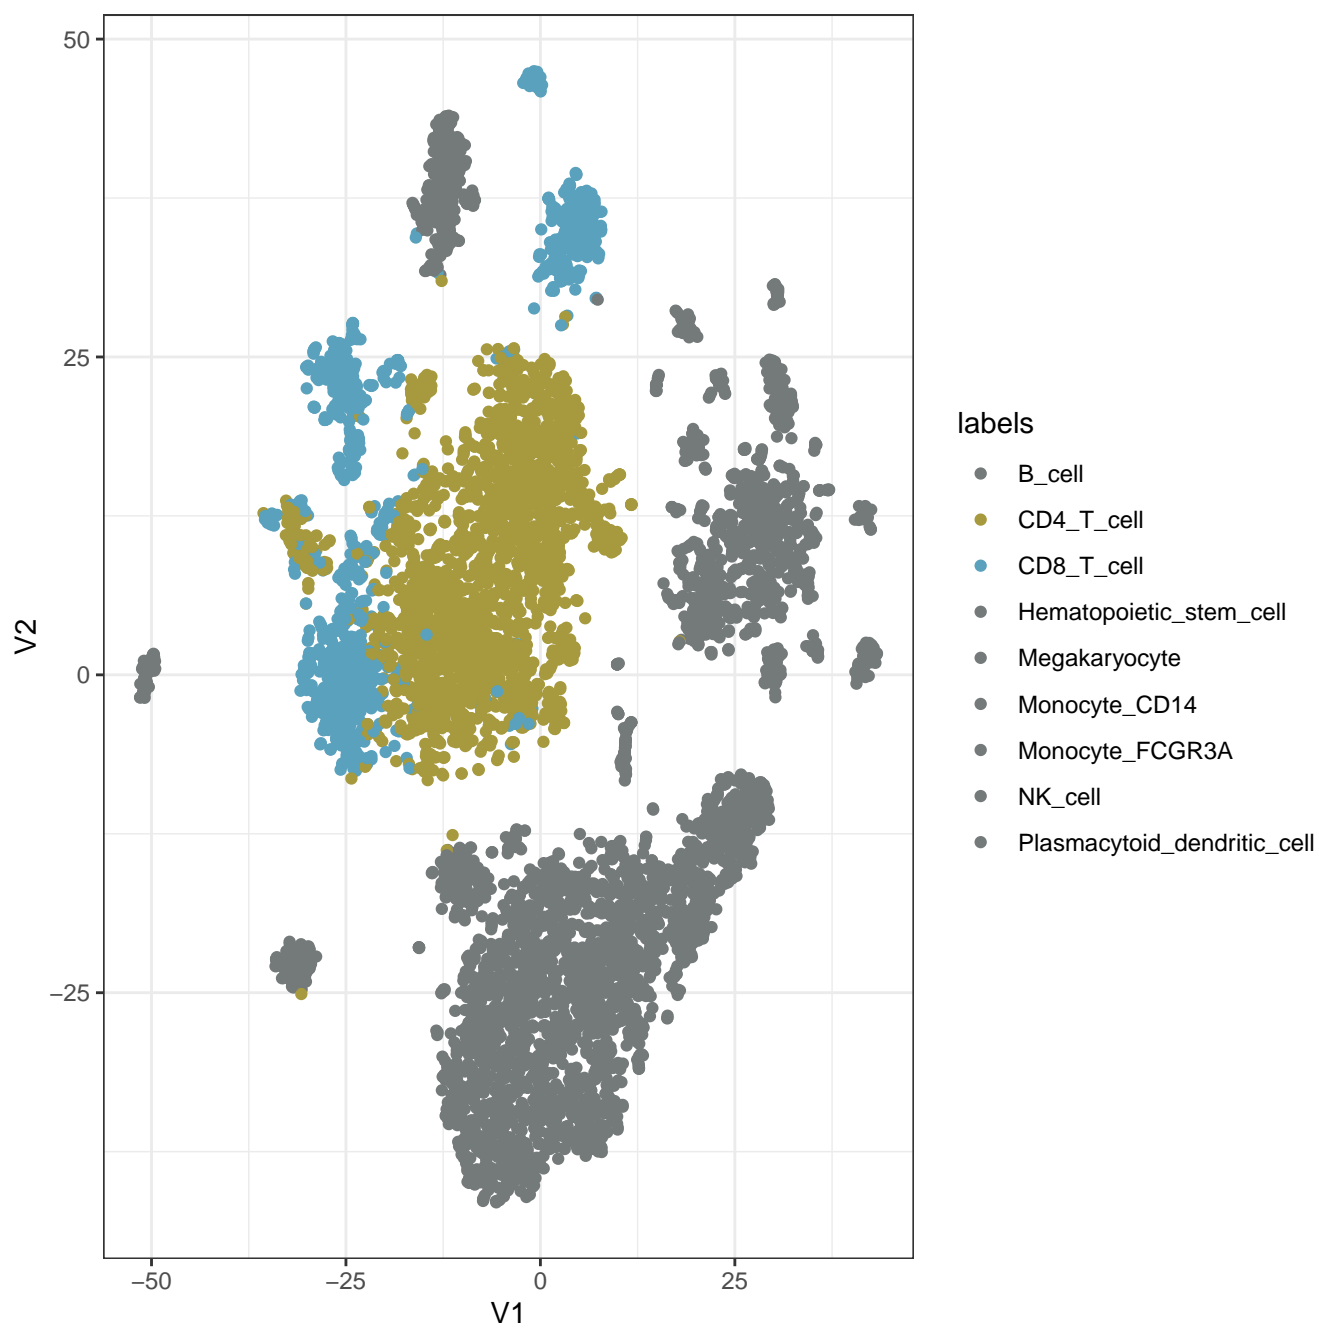 50
25
0
−25
−50
−25
0
25
V1
V2
labels
B_cell
CD4_T_cell
CD8_T_cell
Hematopoietic_stem_cell
Megakaryocyte
Monocyte_CD14
Monocyte_FCGR3A
NK_cell
Plasmacytoid_dendritic_cell